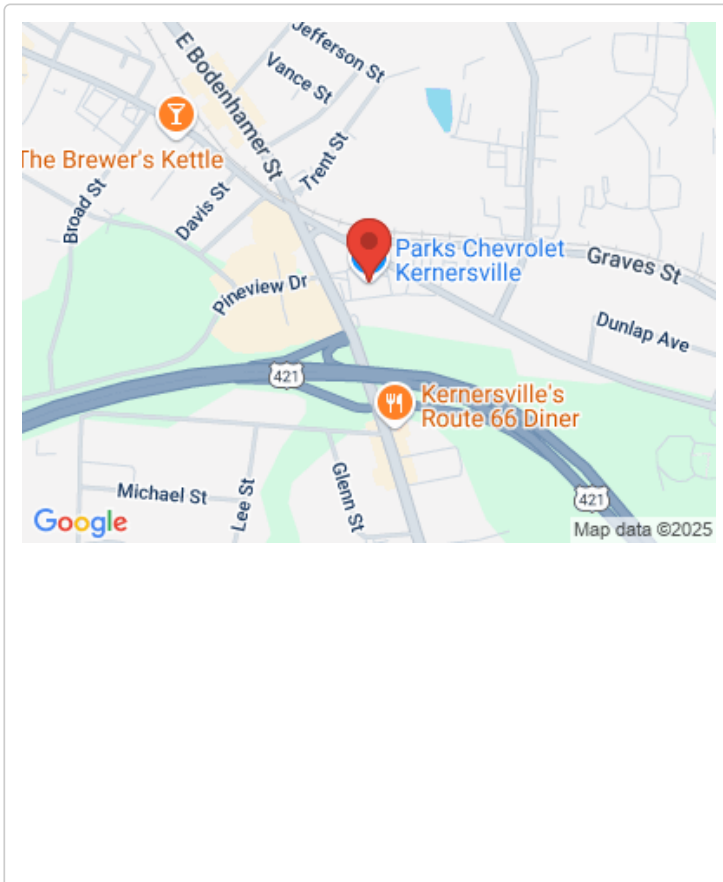 Jefferson St
E Bodenhamer St
Vance St
The Brewer's Kettle
Trent St
Broad St
Davis St
Parks Chevrolet
Kernersville
Graves St
Pineview Dr
Dunlap Ave
421
Kernersville's
Route 66 Diner
Michael St
Lee St
Glenn St
421
Google
Map data ©2025